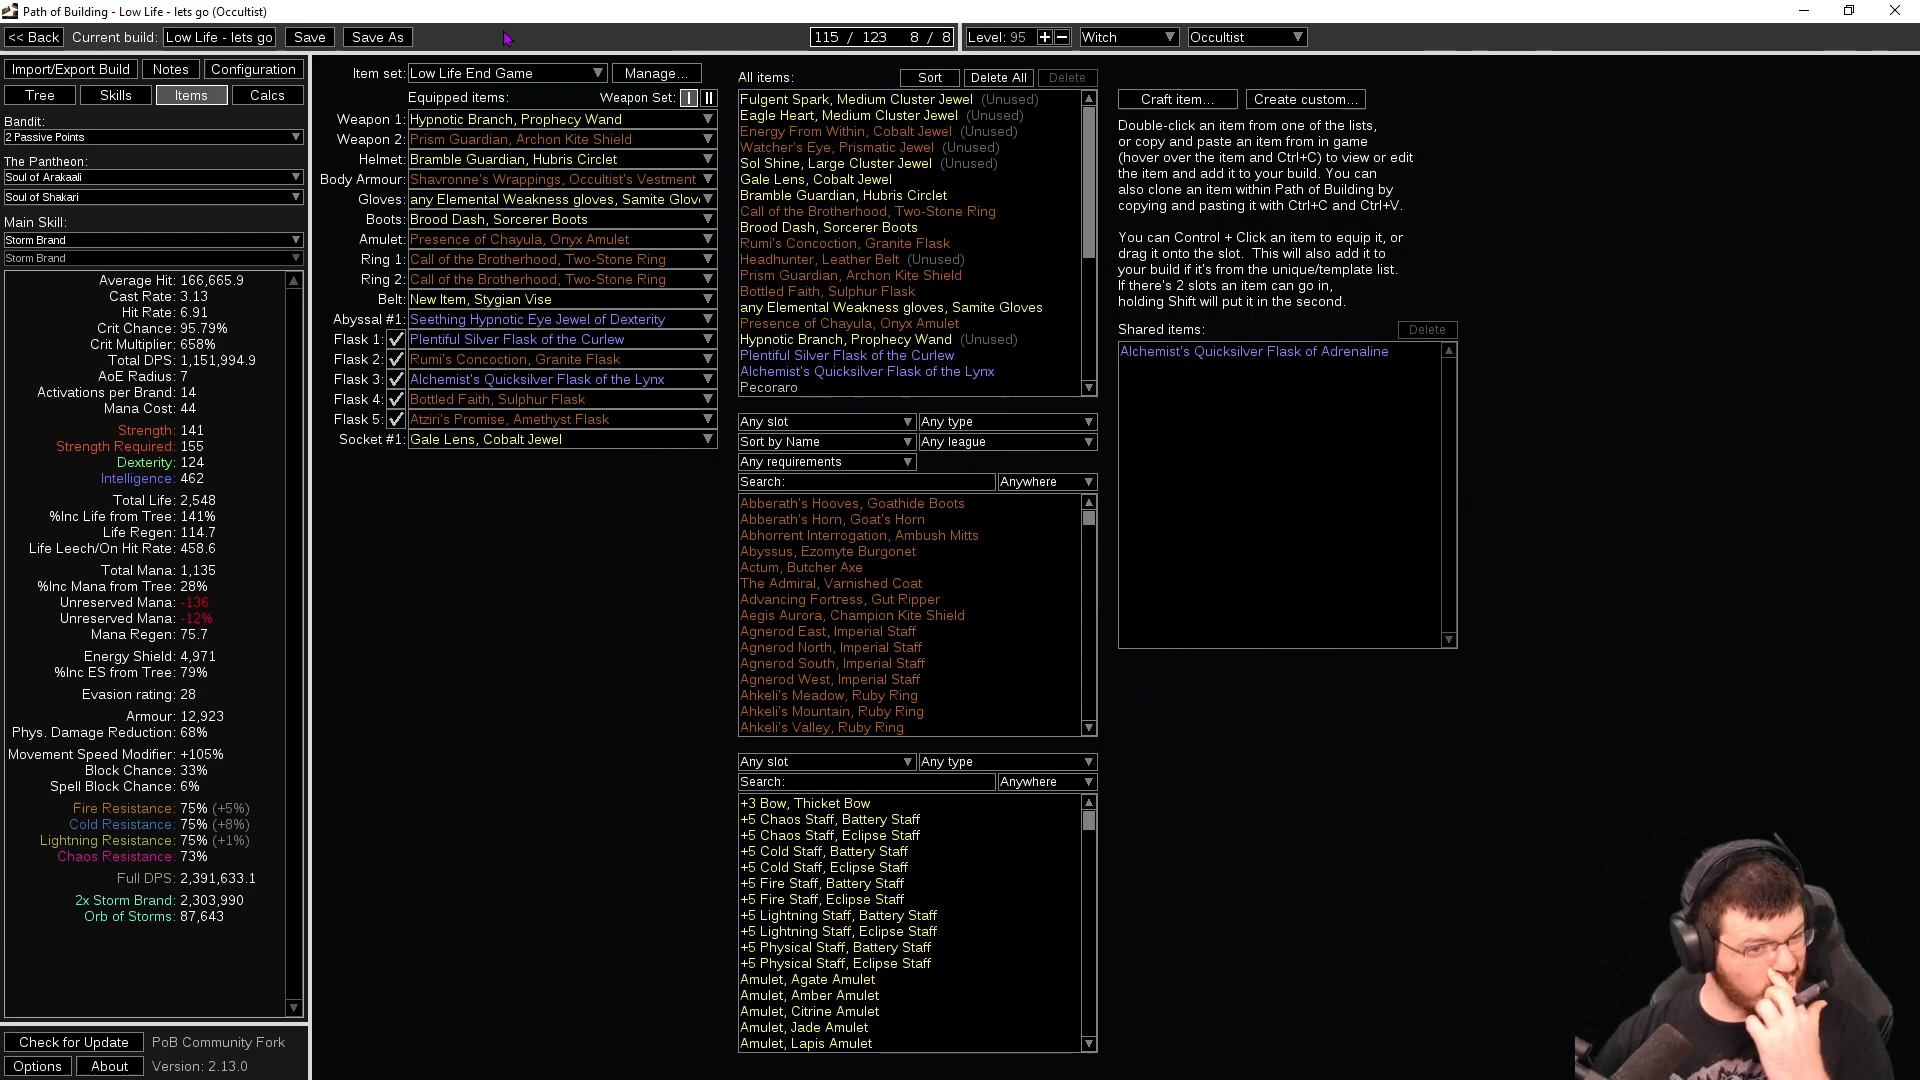 Path of Building - Low Life - lets go (Occultist)
<< Back
Current build:
Low Life - lets go
Save
Save As
115 / 123 8 / 8
Level: 95
+
Witch
Occultist
Import/Export Build
Notes
Configuration
Tree
Skills
Items
Calcs
Bandit:
2 Passive Points
The Pantheon:
Soul of Arakaali
Soul of Shakari
Main Skill:
Storm Brand
Storm Brand
Average Hit: 166,665.9
Cast Rate: 3.13
Hit Rate: 6.91
Crit Chance: 95.79%
Crit Multiplier: 658%
Total DPS: 1,151,994.9
AoE Radius: 7
Activations per Brand: 14
Mana Cost: 44
Strength: 141
Strength Required: 155
Dexterity: 124
Intelligence: 462
Total Life: 2,548
%Inc Life from Tree: 141%
Life Regen: 114.7
Life Leech/On Hit Rate: 458.6
Total Mana: 1,135
%Inc Mana from Tree: 28%
Unreserved Mana: -136
Unreserved Mana: -12%
Mana Regen: 75.7
Energy Shield: 4,971
%Inc ES from Tree: 79%
Evasion rating: 28
Armour: 12,923
Phys. Damage Reduction: 68%
Movement Speed Modifier: +105%
Block Chance: 33%
Spell Block Chance: 6%
Fire Resistance: 75% (+5%)
Cold Resistance: 75% (+8%)
Lightning Resistance: 75% (+1%)
Chaos Resistance: 73%
Full DPS: 2,391,633.1
2x Storm Brand: 2,303,990
Orb of Storms: 87,643
Check for Update
PoB Community Fork
Options
About
Version: 2.13.0
Item set: Low Life End Game
Manage...
Equipped items:
Weapon Set: I II
Weapon 1: Hypnotic Branch, Prophecy Wand
Weapon 2: Prism Guardian, Archon Kite Shield
Helmet: Bramble Guardian, Hubris Circlet
Body Armour: Shavronne's Wrappings, Occultist's Vestment
Gloves: any Elemental Weakness gloves, Samite Glov
Boots: Brood Dash, Sorcerer Boots
Amulet: Presence of Chayula, Onyx Amulet
Ring 1: Call of the Brotherhood, Two-Stone Ring
Ring 2: Call of the Brotherhood, Two-Stone Ring
Belt: New Item, Stygian Vise
Abyssal #1: Seething Hypnotic Eye Jewel of Dexterity
Flask 1: Plentiful Silver Flask of the Curlew
Flask 2: Rumi's Concoction, Granite Flask
Flask 3: Alchemist's Quicksilver Flask of the Lynx
Flask 4: Bottled Faith, Sulphur Flask
Flask 5: Atziri's Promise, Amethyst Flask
Socket #1: Gale Lens, Cobalt Jewel
All items:
Sort
Delete All
Delete
Fulgent Spark, Medium Cluster Jewel (Unused)
Eagle Heart, Medium Cluster Jewel (Unused)
Energy From Within, Cobalt Jewel (Unused)
Watcher's Eye, Prismatic Jewel (Unused)
Sol Shine, Large Cluster Jewel (Unused)
Gale Lens, Cobalt Jewel
Bramble Guardian, Hubris Circlet
Call of the Brotherhood, Two-Stone Ring
Brood Dash, Sorcerer Boots
Rumi's Concoction, Granite Flask
Headhunter, Leather Belt (Unused)
Prism Guardian, Archon Kite Shield
Bottled Faith, Sulphur Flask
any Elemental Weakness gloves, Samite Gloves
Presence of Chayula, Onyx Amulet
Hypnotic Branch, Prophecy Wand (Unused)
Plentiful Silver Flask of the Curlew
Alchemist's Quicksilver Flask of the Lynx
Pecoraro
Any slot
Any type
Sort by Name
Any league
Any requirements
Search:
Anywhere
Abberath's Hooves, Goathide Boots
Abberath's Horn, Goat's Horn
Abhorrent Interrogation, Ambush Mitts
Abyssus, Ezomyte Burgonet
Actum, Butcher Axe
The Admiral, Varnished Coat
Advancing Fortress, Gut Ripper
Aegis Aurora, Champion Kite Shield
Agnerod East, Imperial Staff
Agnerod North, Imperial Staff
Agnerod South, Imperial Staff
Agnerod West, Imperial Staff
Ahkeli's Meadow, Ruby Ring
Ahkeli's Mountain, Ruby Ring
Ahkeli's Valley, Ruby Ring
Any slot
Any type
Search:
Anywhere
+3 Bow, Thicket Bow
+5 Chaos Staff, Battery Staff
+5 Chaos Staff, Eclipse Staff
+5 Cold Staff, Battery Staff
+5 Cold Staff, Eclipse Staff
+5 Fire Staff, Battery Staff
+5 Fire Staff, Eclipse Staff
+5 Lightning Staff, Battery Staff
+5 Lightning Staff, Eclipse Staff
+5 Physical Staff, Battery Staff
+5 Physical Staff, Eclipse Staff
Amulet, Agate Amulet
Amulet, Amber Amulet
Amulet, Citrine Amulet
Amulet, Jade Amulet
Amulet, Lapis Amulet
Craft item...
Create custom...
Double-click an item from one of the lists,
or copy and paste an item from in game
(hover over the item and Ctrl+C) to view or edit
the item and add it to your build. You can
also clone an item within Path of Building by
copying and pasting it with Ctrl+C and Ctrl+V.
You can Control + Click an item to equip it, or
drag it onto the slot. This will also add it to
your build if it's from the unique/template list.
If there's 2 slots an item can go in,
holding Shift will put it in the second.
Shared items:
Delete
Alchemist's Quicksilver Flask of Adrenaline